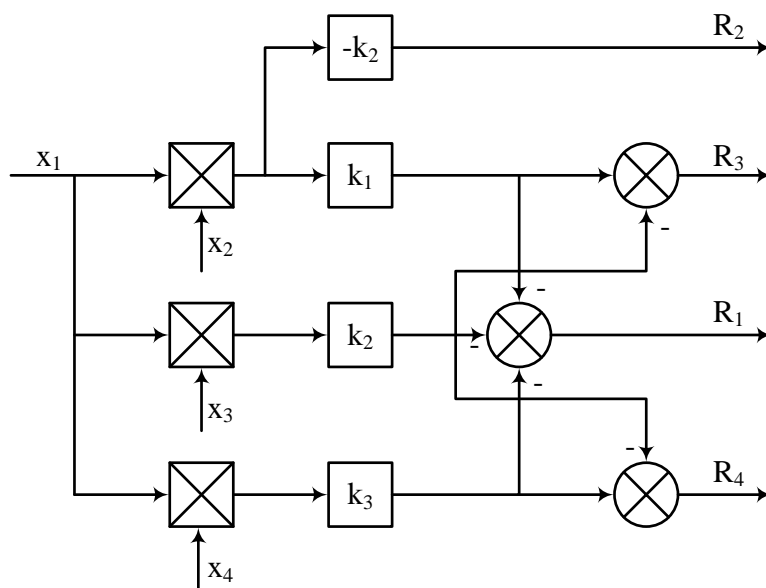 R₂
-k₂
x₁
k₁
R₃
x₂
-
-
k₂
-
R₁
x₃
-
-
k₃
R₄
x₄